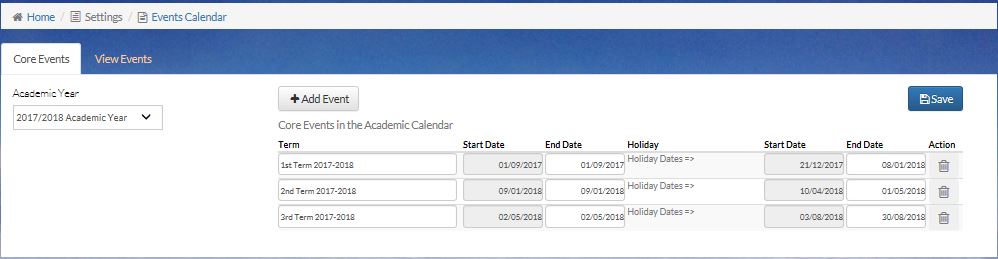 Home / Settings / Events Calendar
Core Events View Events
Academic Year
2017/2018 Academic Year
Add Event Save
Core Events in the Academic Calendar
Term Start Date End Date Holiday Start Date End Date Action
1st Term 2017-2018 01/09/2017 01/09/2017 Holiday Dates => 21/12/2017 08/01/2018
2nd Term 2017-2018 09/01/2018 09/01/2018 Holiday Dates => 10/04/2018 01/05/2018
3rd Term 2017-2018 02/05/2018 02/05/2018 Holiday Dates => 03/08/2018 30/08/2018